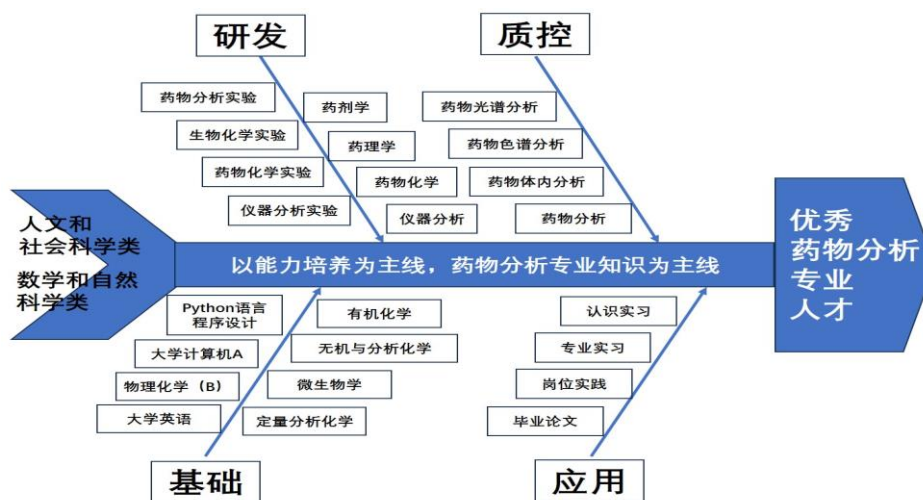 研发
质控
药物分析实验
药剂学
生物化学实验
药理学
药物化学实验
药物化学
仪器分析实验
仪器分析
药物光谱分析
药物色谱分析
药物体内分析
药物分析
人文和
社会科学类
数学和自然
科学类
以能力培养为主线，药物分析专业知识为主线
优秀
药物分析
专业
人才
Python语言
程序设计
有机化学
大学计算机A
无机与分析化学
物理化学（B）
微生物学
大学英语
定量分析化学
认识实习
专业实习
岗位实践
毕业论文
基础
应用